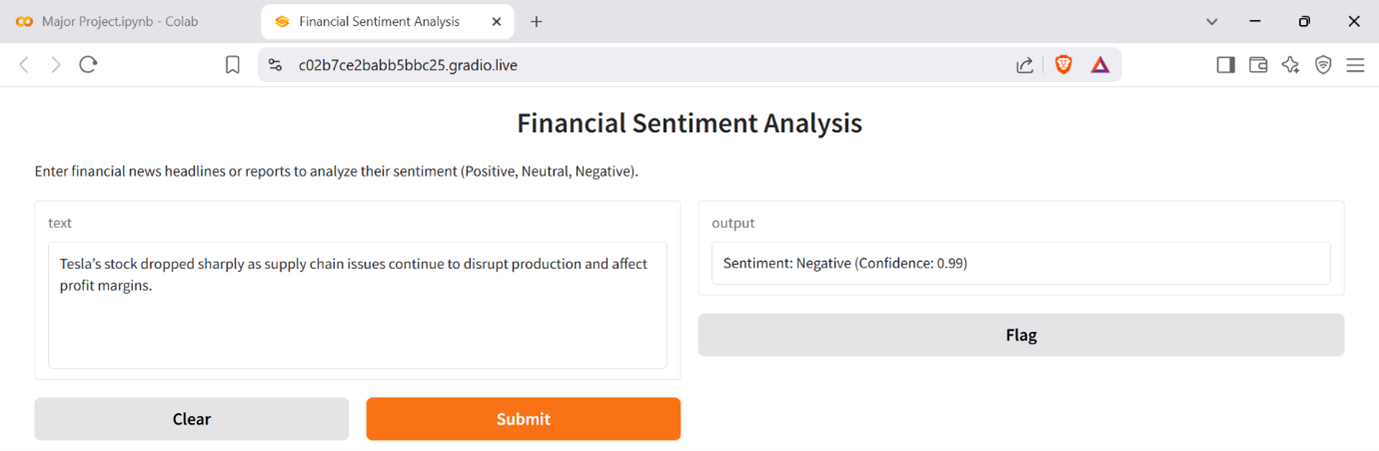 Major Project.ipynb - Colab
Financial Sentiment Analysis
c02b7ce2babb5bbc25.gradio.live
Financial Sentiment Analysis
Enter financial news headlines or reports to analyze their sentiment (Positive, Neutral, Negative).
text
Tesla’s stock dropped sharply as supply chain issues continue to disrupt production and affect
profit margins.
Clear
Submit
output
Sentiment: Negative (Confidence: 0.99)
Flag